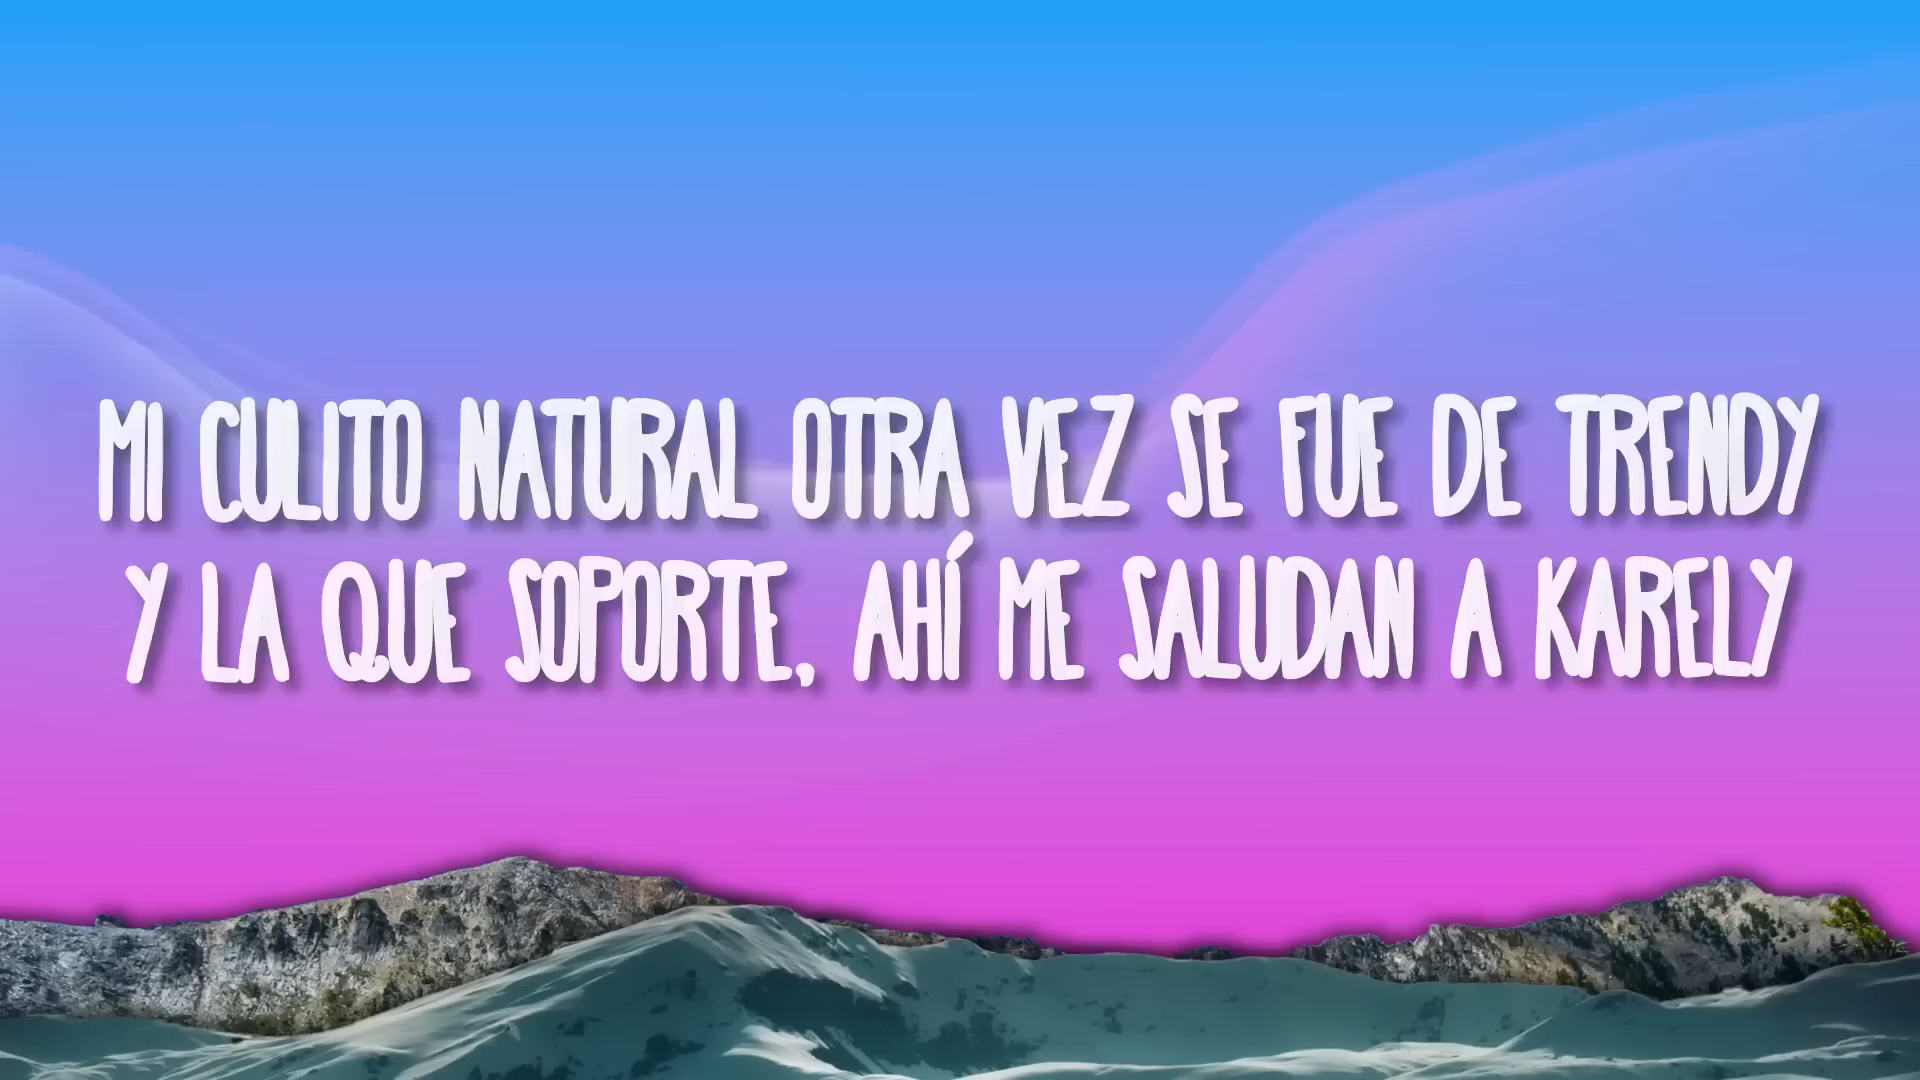 MI CULITO NATURAL OTRA VEZ SE FUE DE TRENDY
Y LA QUE SOPORTE, AHÍ ME SALUDAN A KARELY